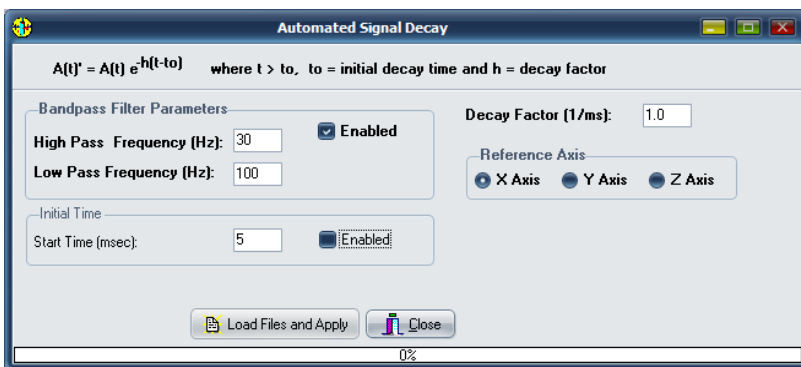 Automated Signal Decay
A(t)' = A(t) e-h(t-to) where t > to, to = initial decay time and h = decay factor
Bandpass Filter Parameters
High Pass Frequency (Hz): 30 Enabled
Low Pass Frequency (Hz): 100
Decay Factor (1/ms): 1.0
Reference Axis
X Axis Y Axis Z Axis
Initial Time
Start Time (msec): 5 Enabled
Load Files and Apply Close
0%